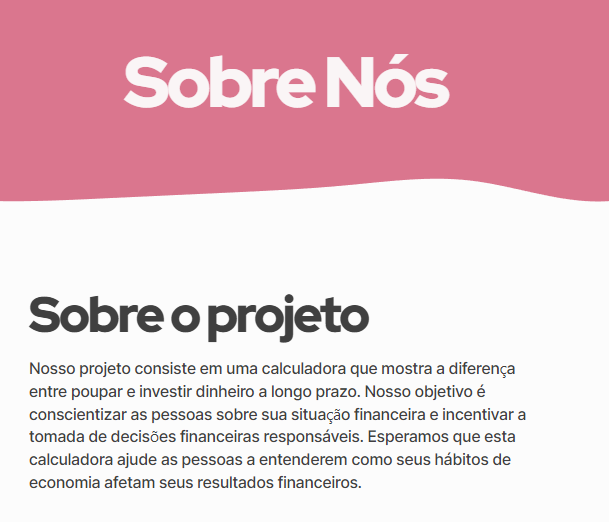 Sobre Nós
Sobre o projeto
Nosso projeto consiste em uma calculadora que mostra a diferença
entre poupar e investir dinheiro a longo prazo. Nosso objetivo é
conscientizar as pessoas sobre sua situação financeira e incentivar a
tomada de decisões financeiras responsáveis. Esperamos que esta
calculadora ajude as pessoas a entenderem como seus hábitos de
economia afetam seus resultados financeiros.